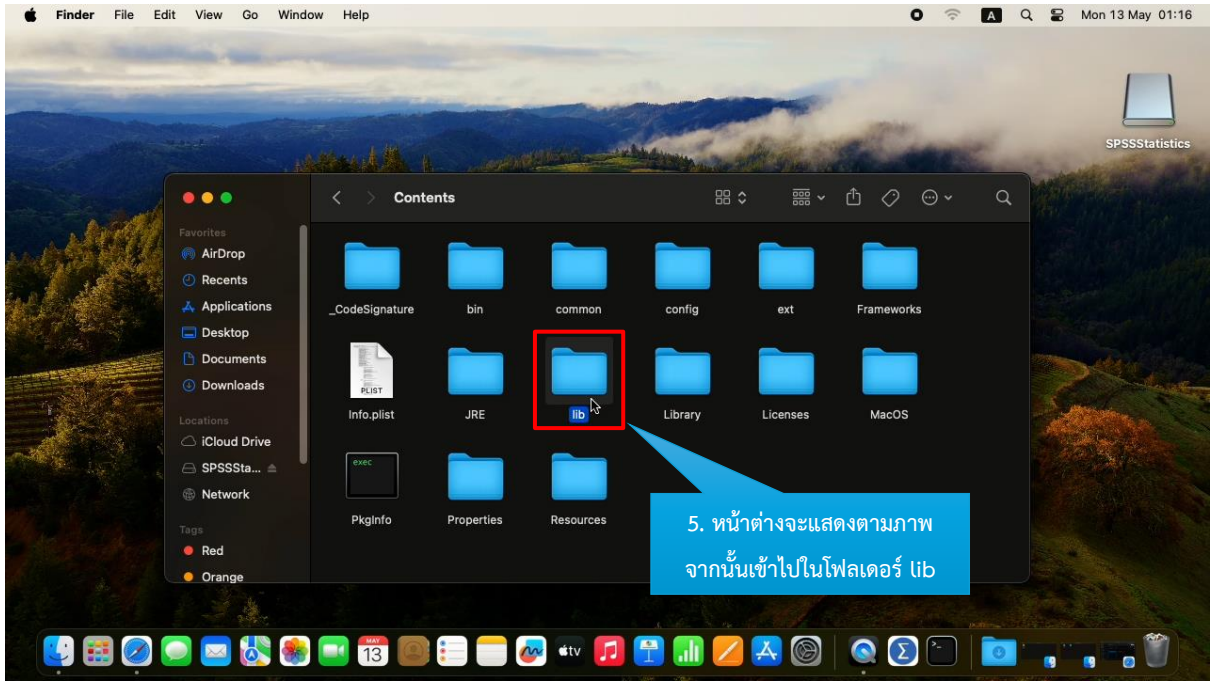 Finder File Edit View Go Window Help
A
Mon 13 May 01:16
SPSSStatistics
Contents
Favorites
AirDrop
Recents
Applications
Desktop
Documents
Downloads
Locations
iCloud Drive
SPSSSta...
Network
Tags
Red
Orange
_CodeSignature bin common config ext Frameworks
PLIST
Info.plist JRE lib Library Licenses MacOS
exec
PkgInfo Properties Resources
5. หน้าต่างจะแสดงตามภาพ
จากนั้นเข้าไปในโฟลเดอร์ lib
MAY
13
tv
Σ